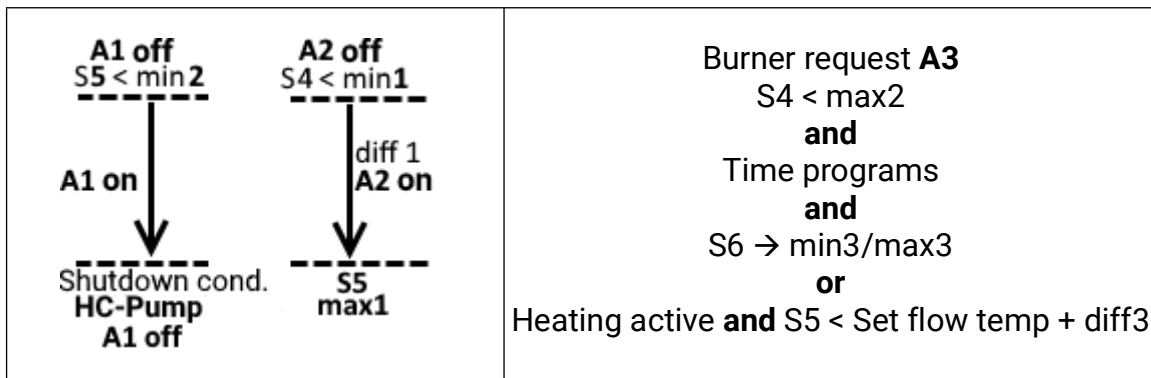 A1 off
S5 < min2
A1 on
Shutdown cond.
HC-Pump
A1 off
A2 off
S4 < min1
diff 1
A2 on
S5
max1
Burner request A3
S4 < max2
and
Time programs
and
S6 → min3/max3
or
Heating active and S5 < Set flow temp + diff3